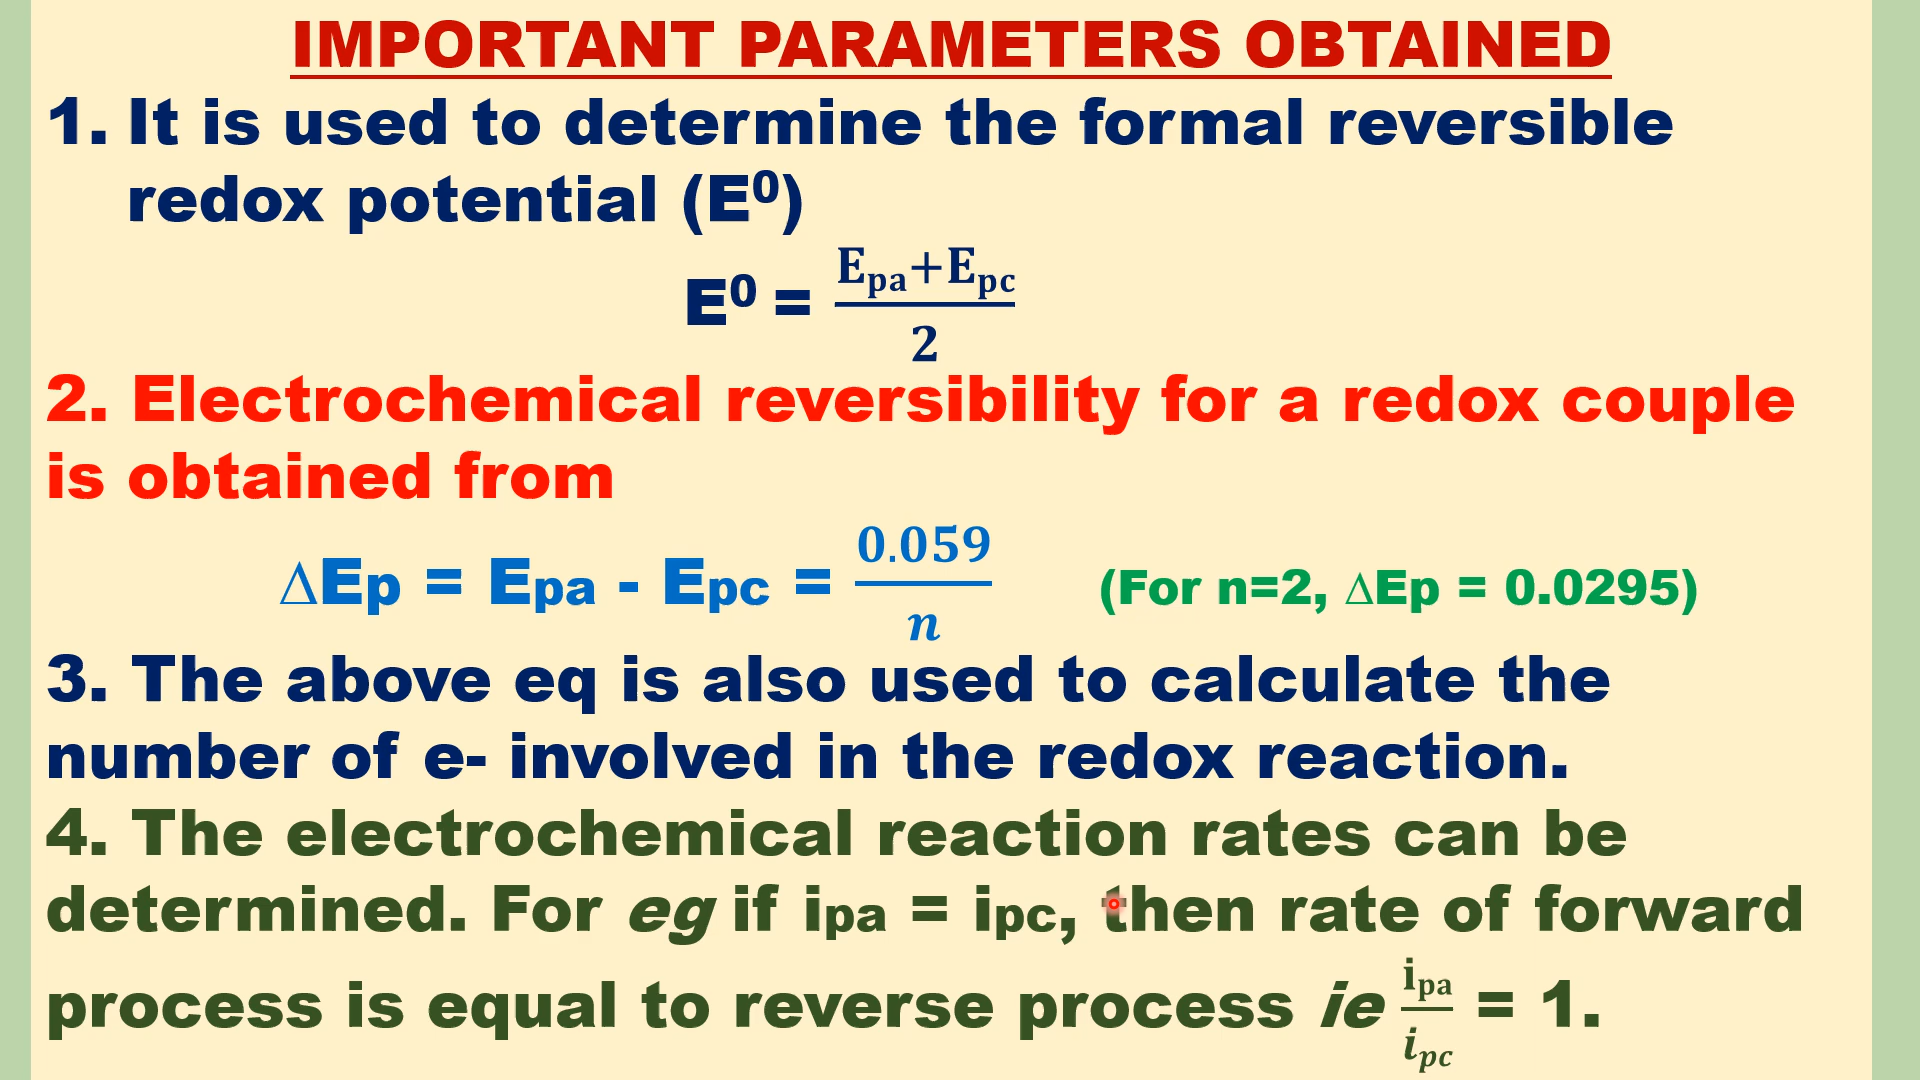 IMPORTANT PARAMETERS OBTAINED
1. It is used to determine the formal reversible
redox potential (E⁰)
E⁰ = (Epa+Epc)/2
2. Electrochemical reversibility for a redox couple
is obtained from
∆Ep = Epa - Epc = 0.059/n (For n=2, ∆Ep = 0.0295)
3. The above eq is also used to calculate the
number of e- involved in the redox reaction.
4. The electrochemical reaction rates can be
determined. For eg if ipa = ipc, then rate of forward
process is equal to reverse process ie ipa/ipc = 1.